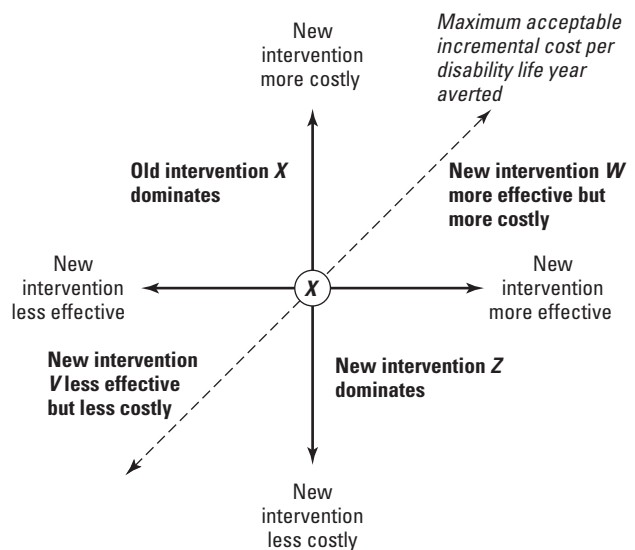 New
intervention
more costly
Maximum acceptable
incremental cost per
disability life year
averted
Old intervention X
dominates
New intervention W
more effective but
more costly
New
intervention
less effective
X
New
intervention
more effective
New intervention
V less effective
but less costly
New intervention Z
dominates
New
intervention
less costly